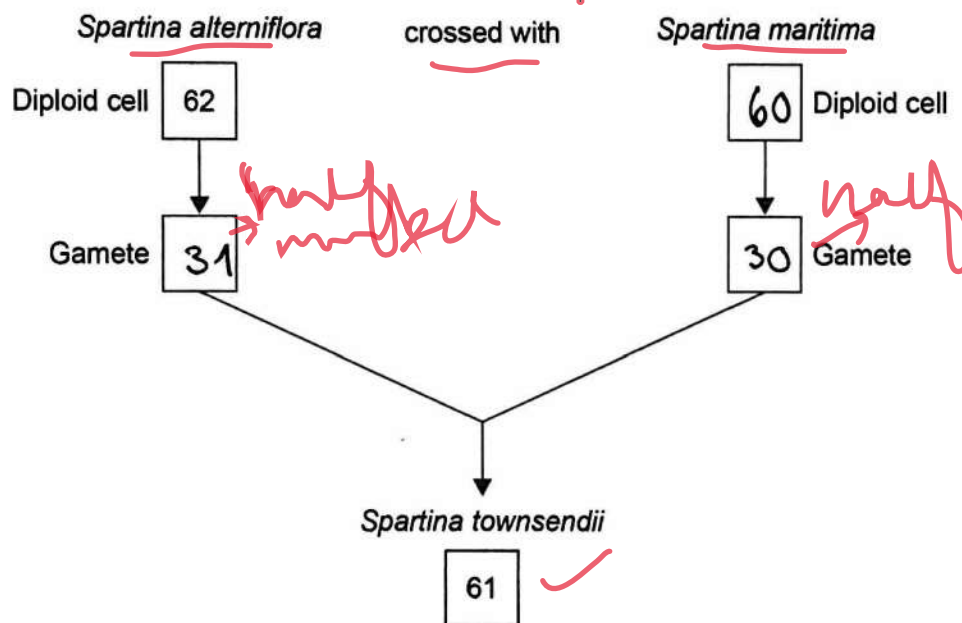 Spartina alterniflora crossed with Spartina maritima
Diploid cell 62 60 Diploid cell
half
half
Gamete 31 30 Gamete
Spartina townsendii
61